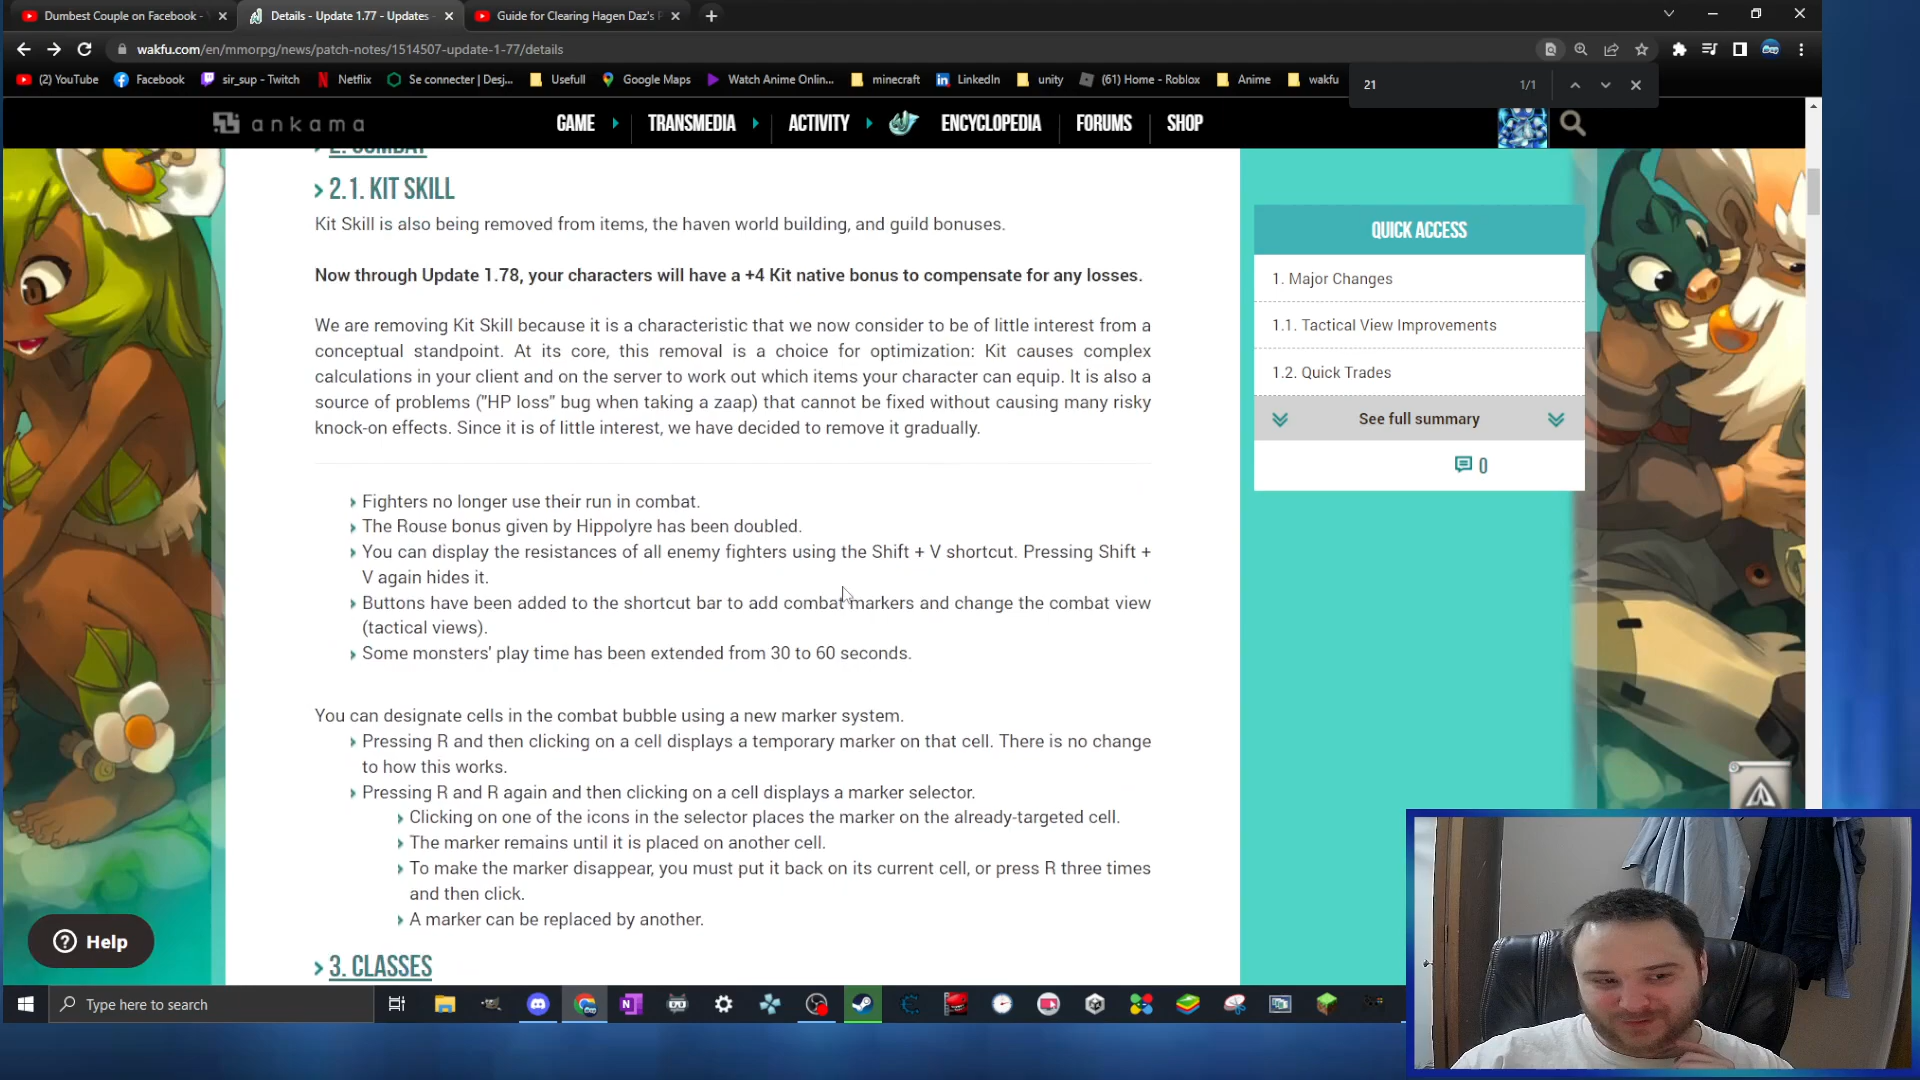 Dumbest Couple on Facebook -
Details - Update 1.77 - Updates -
Guide for Clearing Hagen Daz's P
wakfu.com/en/mmorpg/news/patch-notes/1514507-update-1-77/details
(2) YouTube
Facebook
sir_sup - Twitch
Netflix
Se connecter | Desj...
Usefull
Google Maps
Watch Anime Onlin...
minecraft
LinkedIn
unity
(61) Home - Roblox
Anime
wakfu
21
1/1
ankama
GAME
TRANSMEDIA
ACTIVITY
ENCYCLOPEDIA
FORUMS
SHOP
2. COMBAT
2.1. KIT SKILL
Kit Skill is also being removed from items, the haven world building, and guild bonuses.
Now through Update 1.78, your characters will have a +4 Kit native bonus to compensate for any losses.
We are removing Kit Skill because it is a characteristic that we now consider to be of little interest from a
conceptual standpoint. At its core, this removal is a choice for optimization: Kit causes complex
calculations in your client and on the server to work out which items your character can equip. It is also a
source of problems ("HP loss" bug when taking a zaap) that cannot be fixed without causing many risky
knock-on effects. Since it is of little interest, we have decided to remove it gradually.
Fighters no longer use their run in combat.
The Rouse bonus given by Hippolyre has been doubled.
You can display the resistances of all enemy fighters using the Shift + V shortcut. Pressing Shift +
V again hides it.
Buttons have been added to the shortcut bar to add combat markers and change the combat view
(tactical views).
Some monsters' play time has been extended from 30 to 60 seconds.
You can designate cells in the combat bubble using a new marker system.
Pressing R and then clicking on a cell displays a temporary marker on that cell. There is no change
to how this works.
Pressing R and R again and then clicking on a cell displays a marker selector.
Clicking on one of the icons in the selector places the marker on the already-targeted cell.
The marker remains until it is placed on another cell.
To make the marker disappear, you must put it back on its current cell, or press R three times
and then click.
A marker can be replaced by another.
3. CLASSES
QUICK ACCESS
1. Major Changes
1.1. Tactical View Improvements
1.2. Quick Trades
See full summary
0
Help
Type here to search